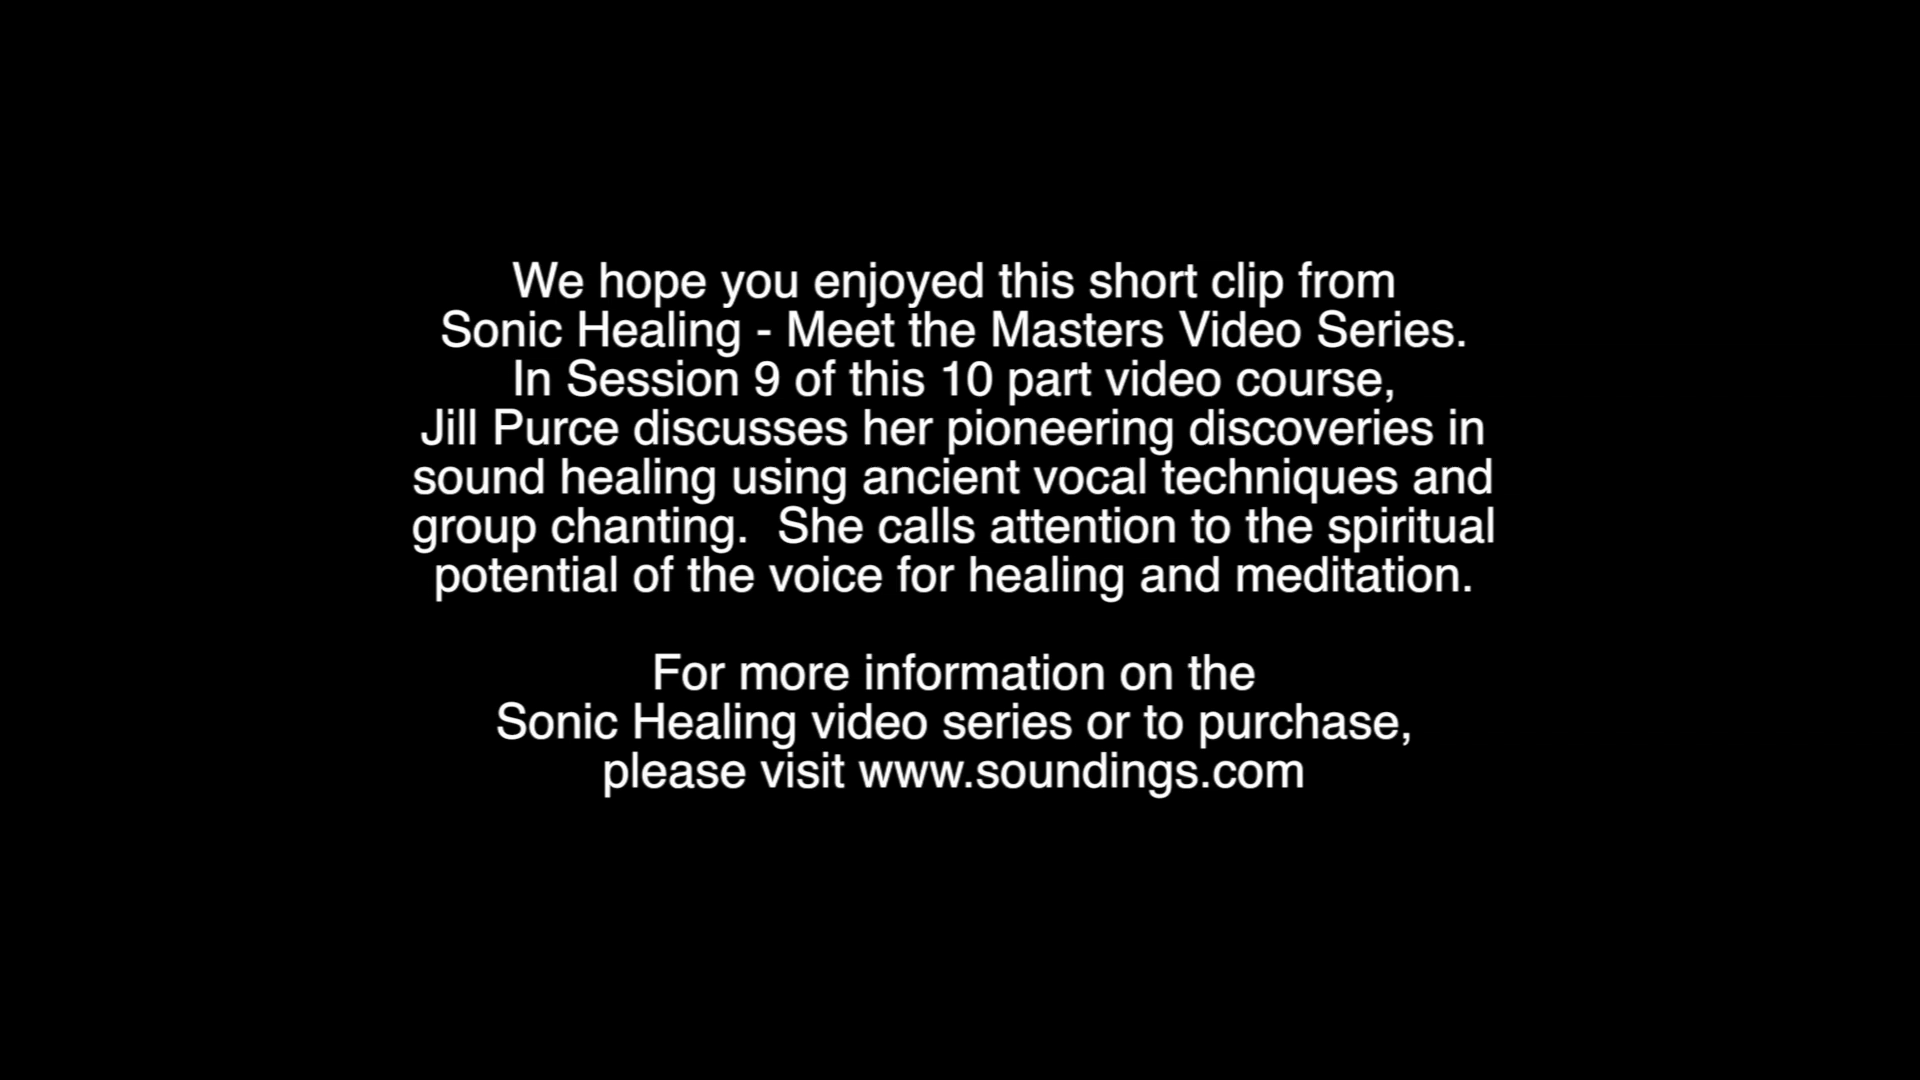 We hope you enjoyed this short clip from
Sonic Healing - Meet the Masters Video Series.
In Session 9 of this 10 part video course,
Jill Purce discusses her pioneering discoveries in
sound healing using ancient vocal techniques and
group chanting.  She calls attention to the spiritual
potential of the voice for healing and meditation.

For more information on the
Sonic Healing video series or to purchase,
please visit www.soundings.com